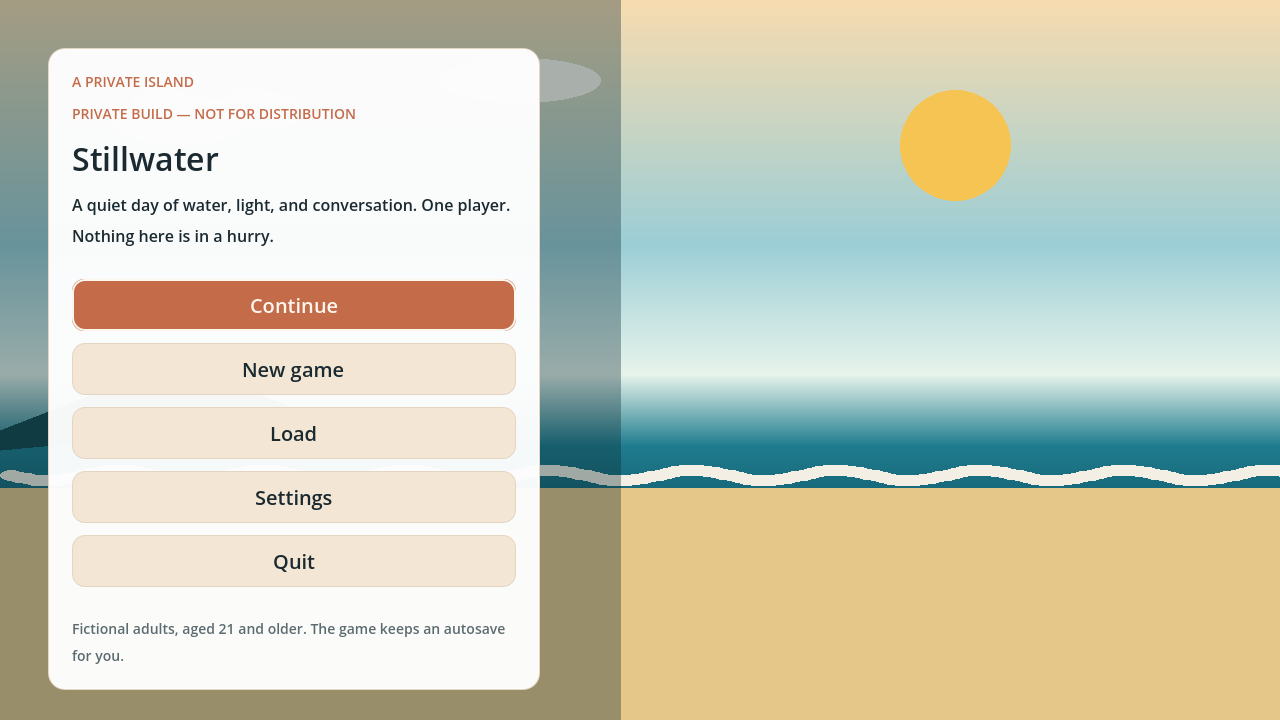 A PRIVATE ISLAND
PRIVATE BUILD — NOT FOR DISTRIBUTION
Stillwater
A quiet day of water, light, and conversation. One player.
Nothing here is in a hurry.
Continue
New game
Load
Settings
Quit
Fictional adults, aged 21 and older. The game keeps an autosave
for you.